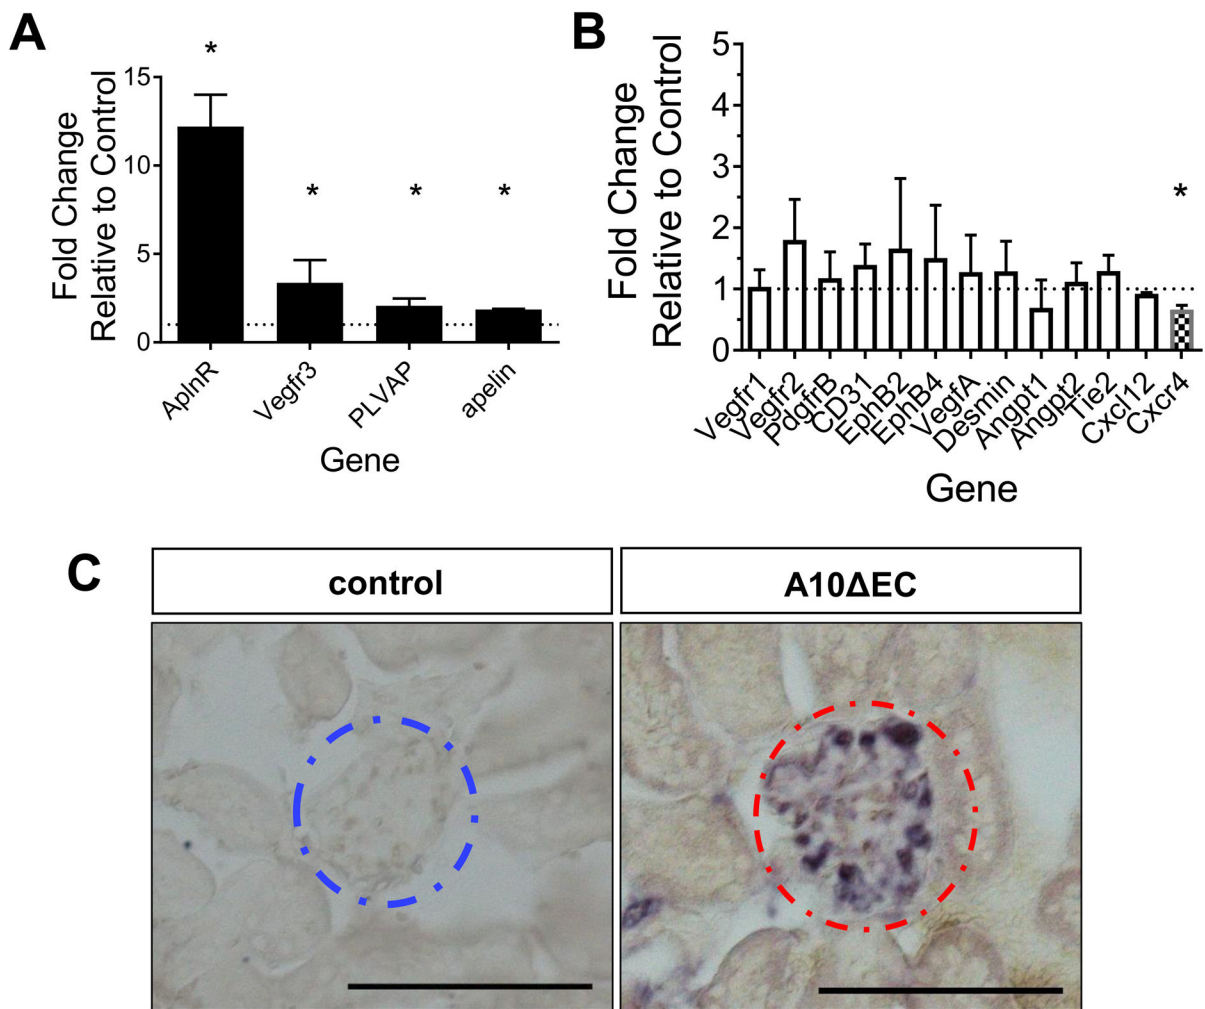 A
*
*
*
*
Fold Change
Relative to Control
15
10
5
0
AplnR
Vegfr3
PLVAP
apelin
Gene
B
*
Fold Change
Relative to Control
5
4
3
2
1
0
Vegfr1
Vegfr2
PdgfrB
CD31
EphB2
EphB4
VegfA
Desmin
Angpt1
Angpt2
Tie2
Cxcl12
Cxcr4
Gene
C
control
A10ΔEC